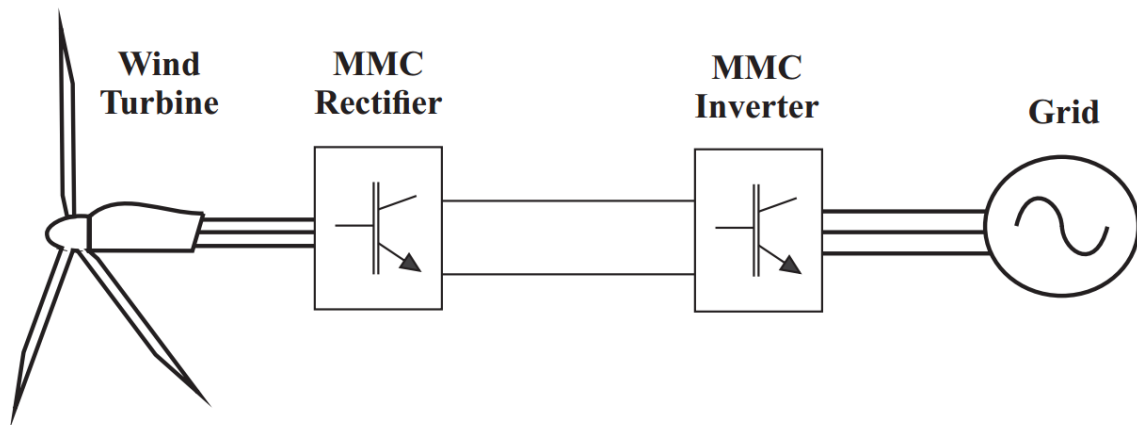 Wind
Turbine
MMC
Rectifier
MMC
Inverter
Grid